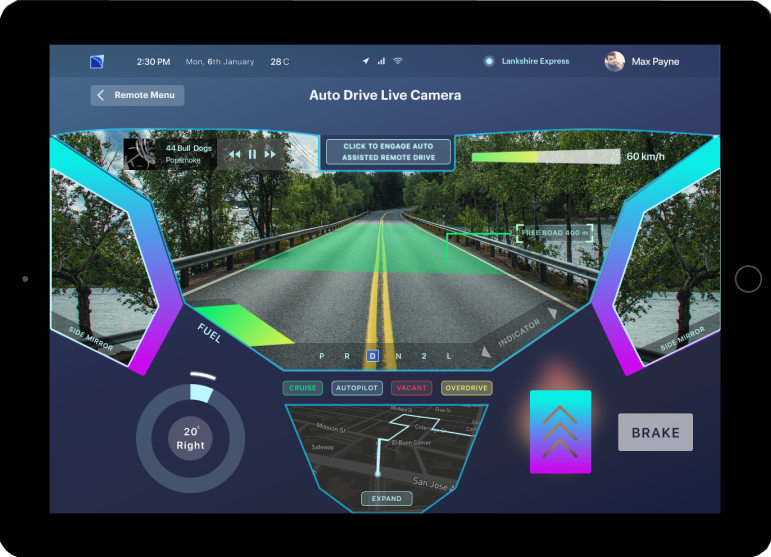 2:30 PM
Mon, 6th January
28 C
Lankshire Express
Max Payne
Remote Menu
Auto Drive Live Camera
44 Bull Dogs
Popsmoke
CLICK TO ENGAGE AUTO
ASSISTED REMOTE DRIVE
60 km/h
FREE ROAD 400 m
SIDE MIRROR
FUEL
INDICATOR
SIDE MIRROR
P R D N 2 L
CRUISE
AUTOPILOT
VACANT
OVERDRIVE
20°
Right
Mission St
Safeway
El Buen Comer
San Jose A
EXPAND
BRAKE